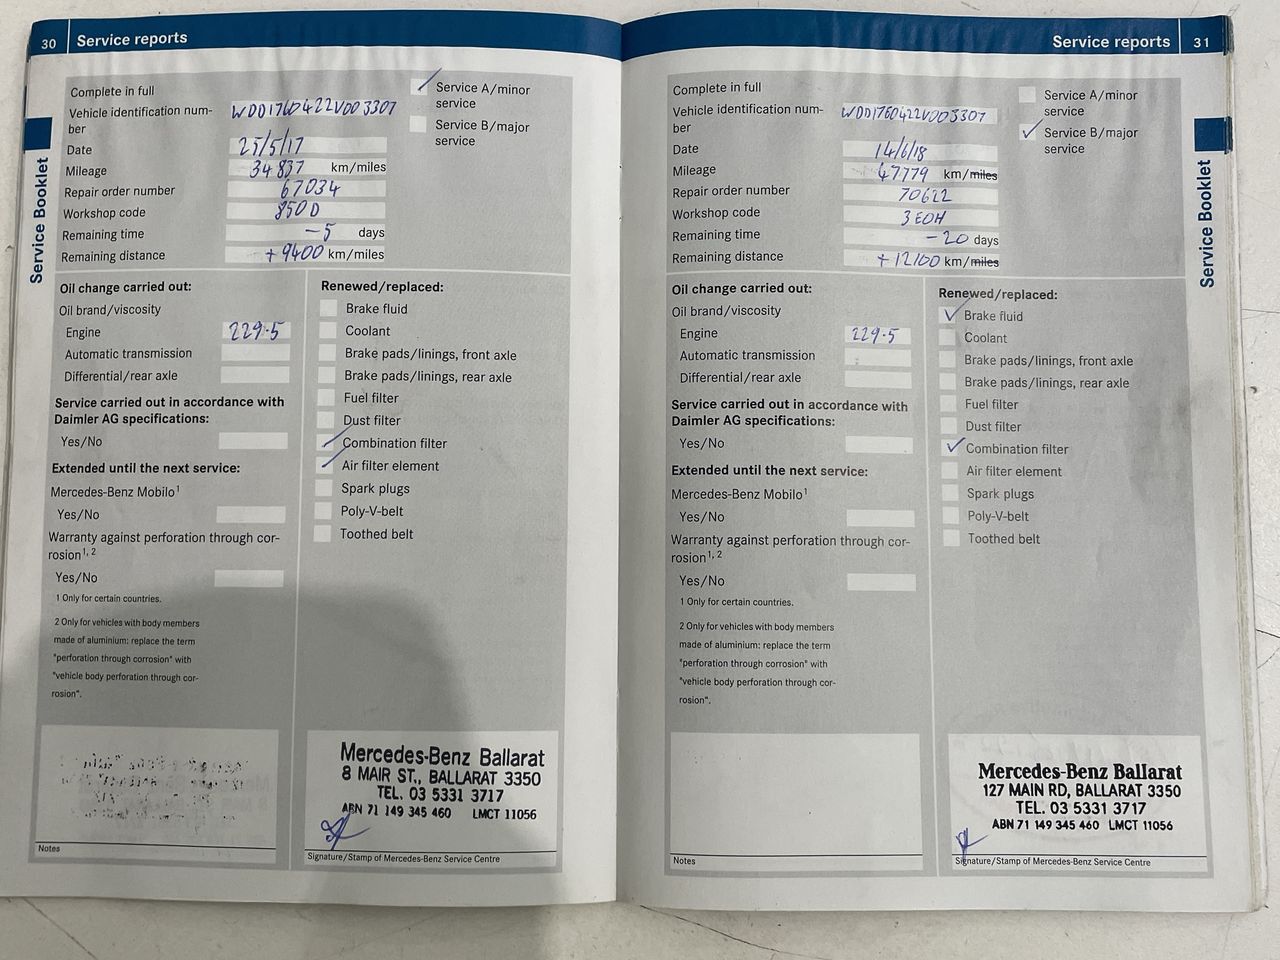 30 Service reports
Complete in full
Service A/minor
service
Vehicle identification num-
ber
WDD1760422V003307
Service B/major
service
Date 25/5/17
Mileage 34837 km/miles
Repair order number 67034
Workshop code 850D
Remaining time -5 days
Remaining distance +9400 km/miles
Service Booklet
Oil change carried out:
Oil brand/viscosity
Engine 229.5
Automatic transmission
Differential/rear axle
Service carried out in accordance with
Daimler AG specifications:
Yes/No
Extended until the next service:
Mercedes-Benz Mobilo1
Yes/No
Warranty against perforation through cor-
rosion1, 2
Yes/No
1 Only for certain countries.
2 Only for vehicles with body members
made of aluminium: replace the term
"perforation through corrosion" with
"vehicle body perforation through cor-
rosion".
Renewed/replaced:
Brake fluid
Coolant
Brake pads/linings, front axle
Brake pads/linings, rear axle
Fuel filter
Dust filter
Combination filter
Air filter element
Spark plugs
Poly-V-belt
Toothed belt
Notes
Mercedes-Benz Ballarat
8 MAIR ST., BALLARAT 3350
TEL. 03 5331 3717
ABN 71 149 345 460 LMCT 11056
Signature/Stamp of Mercedes-Benz Service Centre
Service reports 31
Complete in full
Service A/minor
service
Vehicle identification num-
ber
WDD1760422V003307
Service B/major
service
Date 14/6/18
Mileage 47779 km/miles
Repair order number 70622
Workshop code 3EOH
Remaining time -20 days
Remaining distance +12100 km/miles
Service Booklet
Oil change carried out:
Oil brand/viscosity
Engine 229.5
Automatic transmission
Differential/rear axle
Service carried out in accordance with
Daimler AG specifications:
Yes/No
Extended until the next service:
Mercedes-Benz Mobilo1
Yes/No
Warranty against perforation through cor-
rosion1, 2
Yes/No
1 Only for certain countries.
2 Only for vehicles with body members
made of aluminium: replace the term
"perforation through corrosion" with
"vehicle body perforation through cor-
rosion".
Renewed/replaced:
Brake fluid
Coolant
Brake pads/linings, front axle
Brake pads/linings, rear axle
Fuel filter
Dust filter
Combination filter
Air filter element
Spark plugs
Poly-V-belt
Toothed belt
Notes
Mercedes-Benz Ballarat
127 MAIN RD, BALLARAT 3350
TEL. 03 5331 3717
ABN 71 149 345 460 LMCT 11056
Signature/Stamp of Mercedes-Benz Service Centre